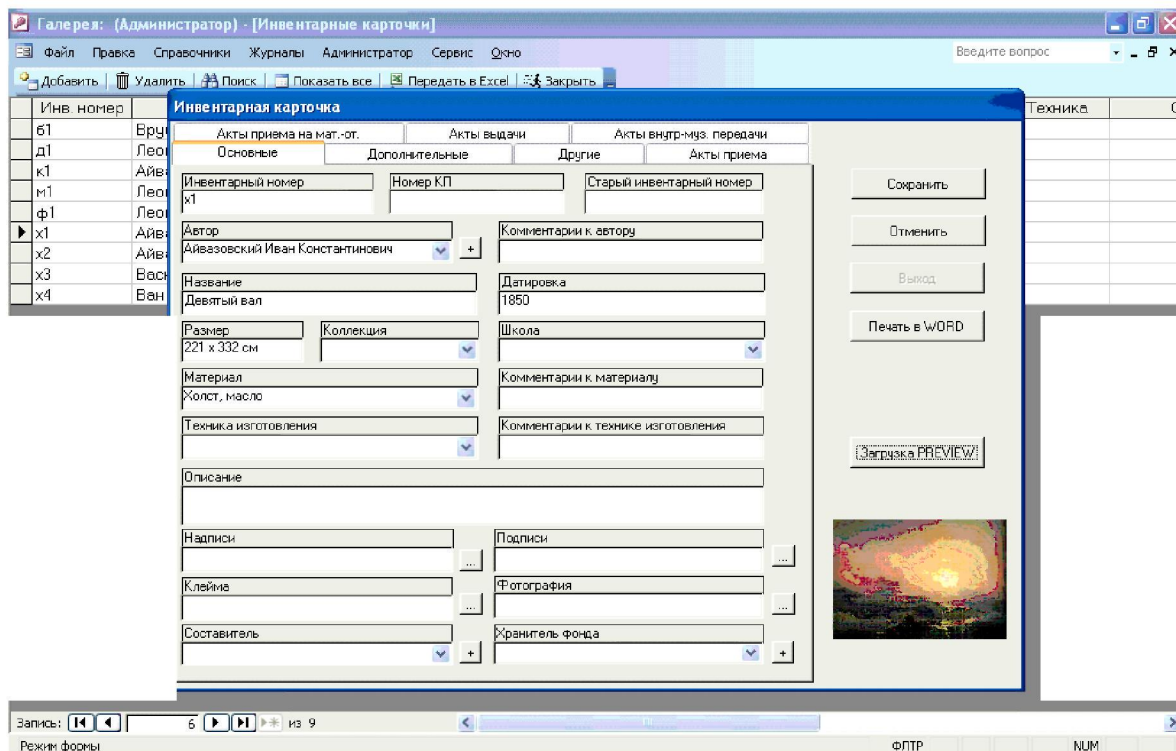 Галерея: (Администратор) - [Инвентарные карточки]
Файл Правка Справочники Журналы Администратор Сервис Окно Введите вопрос
Добавить Удалить Поиск Показать все Передать в Excel Закрыть
Инв. номер Техника
б1
д1
к1
м1
ф1
х1
х2
х3
х4 Ван
Инвентарная карточка
Акты приема на мат.-от. Акты выдачи Акты внутр-муз. передачи
Основные Дополнительные Другие Акты приема
Инвентарный номер Номер КП Старый инвентарный номер
х1
Автор Комментарии к автору
Айвазовский Иван Константинович +
Название Датировка
Девятый вал 1850
Размер Коллекция Школа
221 x 332 см
Материал Комментарии к материалу
Холст, масло
Техника изготовления Комментарии к технике изготовления
Описание
Надписи Подписи
... ...
Клейма Фотография
... ...
Составитель Хранитель фонда
+ +
Сохранить
Отменить
Выход
Печать в WORD
Загрузка PREVIEW
Запись: 6 из 9
Режим формы ФЛТР NUM